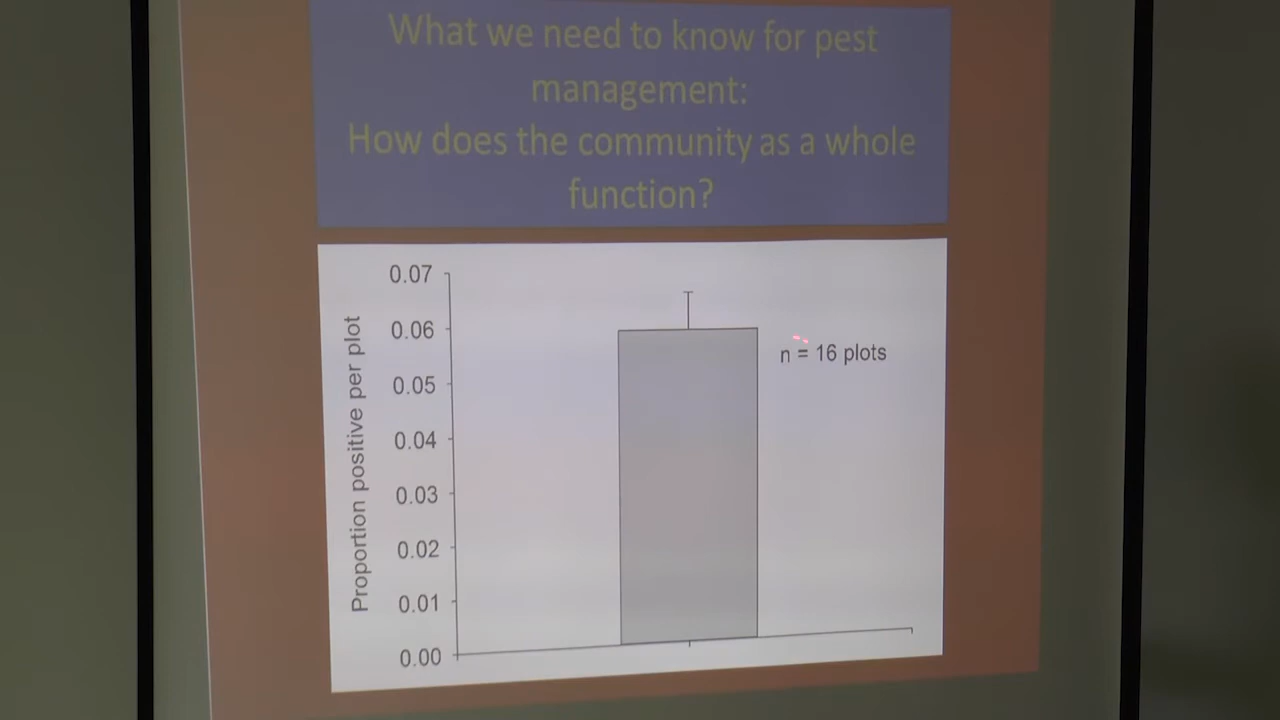 What we need to know for pest
management:
How does the community as a whole
function?
0.07
0.06
0.05
0.04
0.03
0.02
0.01
0.00
Proportion positive per plot
n = 16 plots